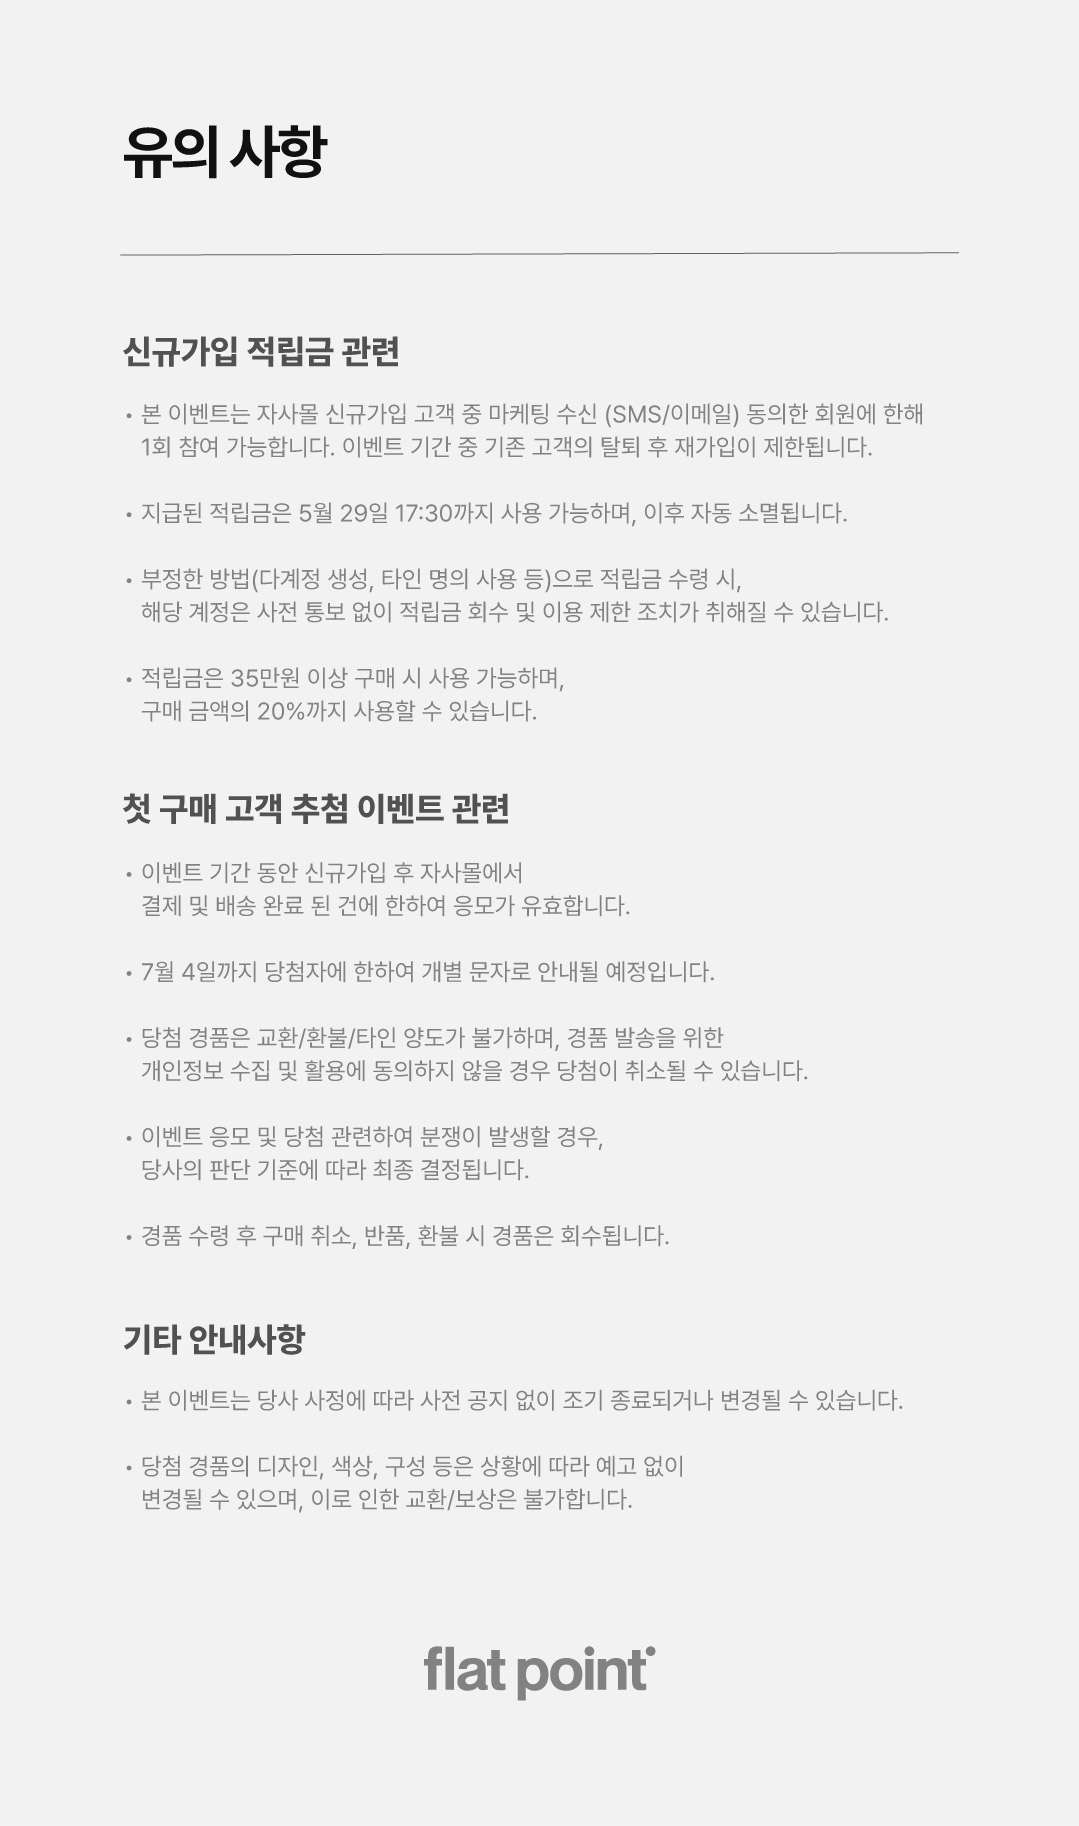 유의 사항
신규가입 적립금 관련
• 본 이벤트는 자사몰 신규가입 고객 중 마케팅 수신 (SMS/이메일) 동의한 회원에 한해
1회 참여 가능합니다. 이벤트 기간 중 기존 고객의 탈퇴 후 재가입이 제한됩니다.
• 지급된 적립금은 5월 29일 17:30까지 사용 가능하며, 이후 자동 소멸됩니다.
• 부정한 방법(다계정 생성, 타인 명의 사용 등)으로 적립금 수령 시,
해당 계정은 사전 통보 없이 적립금 회수 및 이용 제한 조치가 취해질 수 있습니다.
• 적립금은 35만원 이상 구매 시 사용 가능하며,
구매 금액의 20%까지 사용할 수 있습니다.
첫 구매 고객 추첨 이벤트 관련
• 이벤트 기간 동안 신규가입 후 자사몰에서
결제 및 배송 완료 된 건에 한하여 응모가 유효합니다.
• 7월 4일까지 당첨자에 한하여 개별 문자로 안내될 예정입니다.
• 당첨 경품은 교환/환불/타인 양도가 불가하며, 경품 발송을 위한
개인정보 수집 및 활용에 동의하지 않을 경우 당첨이 취소될 수 있습니다.
• 이벤트 응모 및 당첨 관련하여 분쟁이 발생할 경우,
당사의 판단 기준에 따라 최종 결정됩니다.
• 경품 수령 후 구매 취소, 반품, 환불 시 경품은 회수됩니다.
기타 안내사항
• 본 이벤트는 당사 사정에 따라 사전 공지 없이 조기 종료되거나 변경될 수 있습니다.
• 당첨 경품의 디자인, 색상, 구성 등은 상황에 따라 예고 없이
변경될 수 있으며, 이로 인한 교환/보상은 불가합니다.
flat point